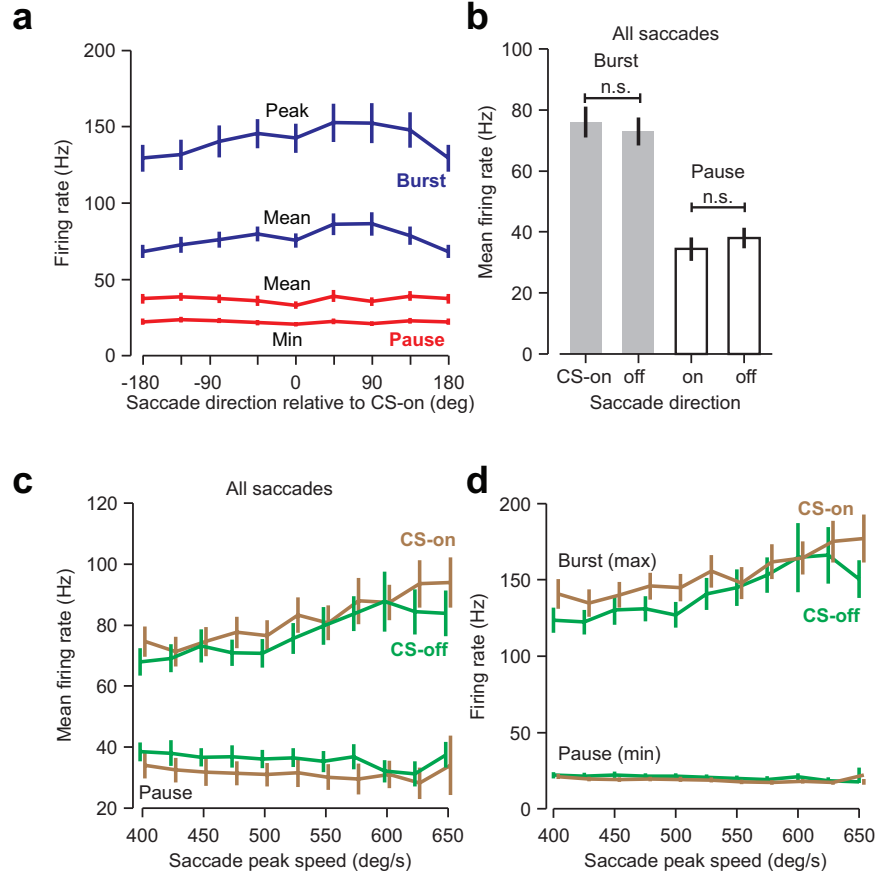 a
200
150
100
50
0
Firing rate (Hz)
Peak
Burst
Mean
Mean
Min
Pause
-180
-90
0
90
180
Saccade direction relative to CS-on (deg)
b
All saccades
100
80
60
40
20
0
Mean firing rate (Hz)
Burst
n.s.
Pause
n.s.
CS-on
off
on
off
Saccade direction
c
All saccades
120
100
80
60
40
20
Mean firing rate (Hz)
CS-on
CS-off
Pause
400
450
500
550
600
650
Saccade peak speed (deg/s)
d
200
150
100
50
0
Firing rate (Hz)
CS-on
Burst (max)
CS-off
Pause (min)
400
450
500
550
600
650
Saccade peak speed (deg/s)